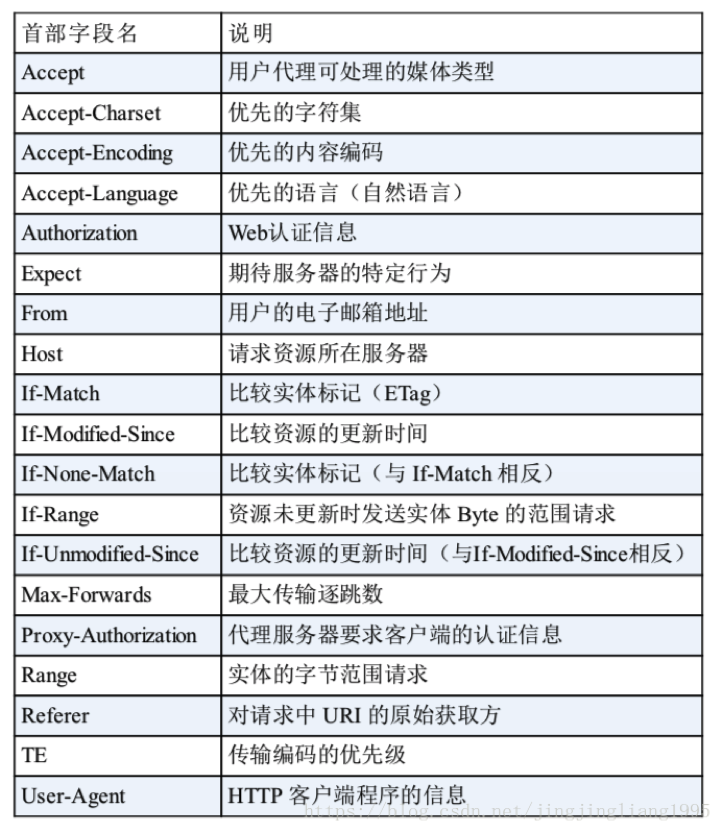 首部字段名 说明
Accept 用户代理可处理的媒体类型
Accept-Charset 优先的字符集
Accept-Encoding 优先的内容编码
Accept-Language 优先的语言（自然语言）
Authorization Web认证信息
Expect 期待服务器的特定行为
From 用户的电子邮箱地址
Host 请求资源所在服务器
If-Match 比较实体标记（ETag）
If-Modified-Since 比较资源的更新时间
If-None-Match 比较实体标记（与 If-Match 相反）
If-Range 资源未更新时发送实体 Byte 的范围请求
If-Unmodified-Since 比较资源的更新时间（与If-Modified-Since相反）
Max-Forwards 最大传输逐跳数
Proxy-Authorization 代理服务器要求客户端的认证信息
Range 实体的字节范围请求
Referer 对请求中 URI 的原始获取方
TE 传输编码的优先级
User-Agent HTTP 客户端程序的信息
https://blog.csdn.net/jingjingliang1995